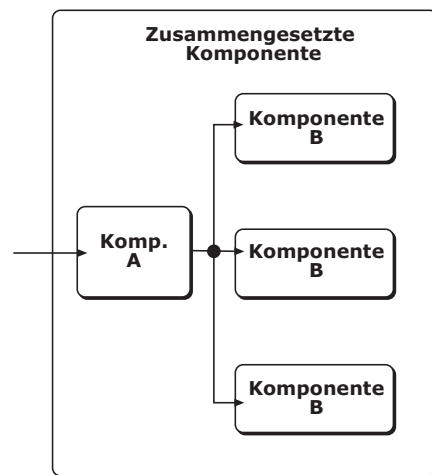 Zusammengesetzte
Komponente
Komponente
B
Komp.
A
Komponente
B
Komponente
B